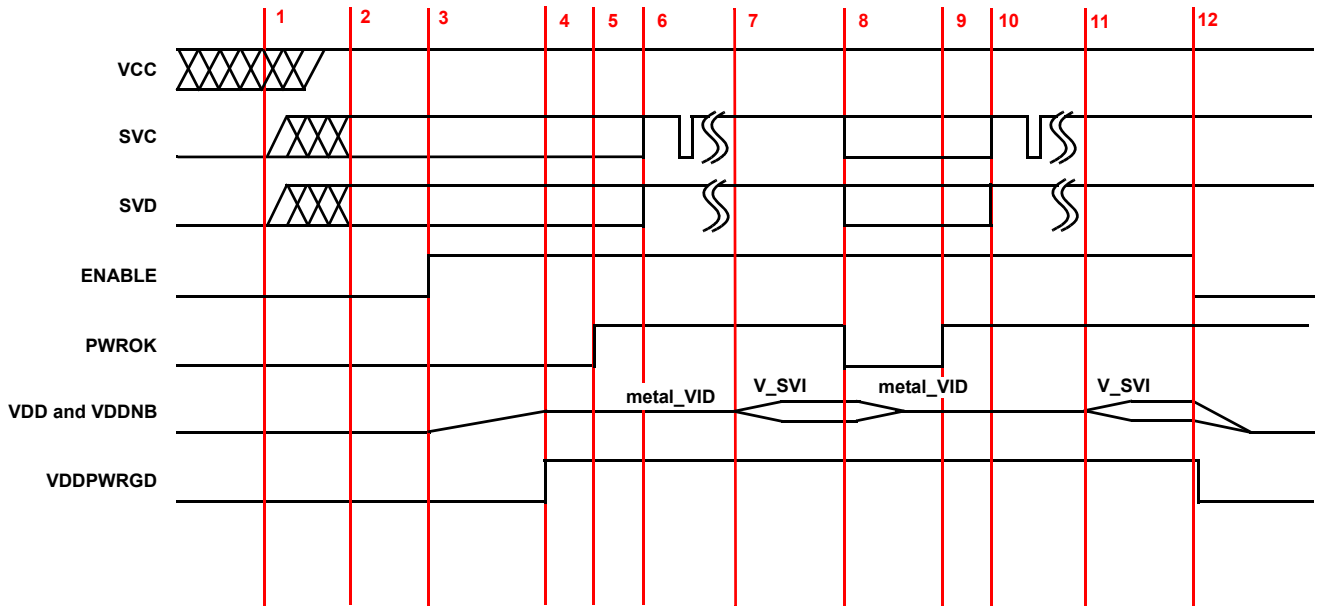 1 2 3 4 5 6 7 8 9 10 11 12
VCC
SVC
SVD
ENABLE
PWROK
metal_VID V_SVI metal_VID V_SVI
VDD and VDDNB
VDDPWRGD